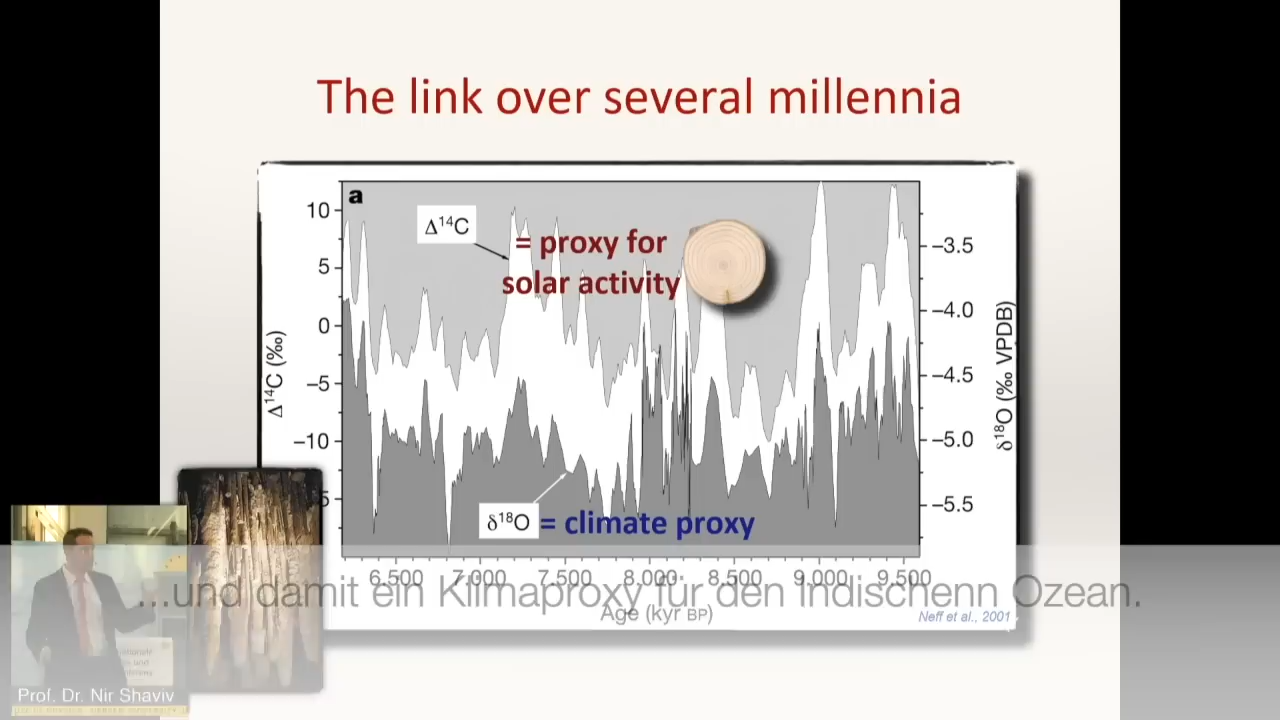 The link over several millennia
a
10
5
0
−5
−10
5
Δ¹⁴C (‰)
Δ¹⁴C
= proxy for
solar activity
−3.5
−4.0
−4.5
−5.0
−5.5
δ¹⁸O (‰ VPDB)
δ¹⁸O = climate proxy
6,500 7,000 7,500 8,000 8,500 9,000 9,500
...und damit ein Klimaproxy für den Indischenn Ozean.
Age (kyr BP)
Neff et al., 2001
Prof. Dr. Nir Shaviv